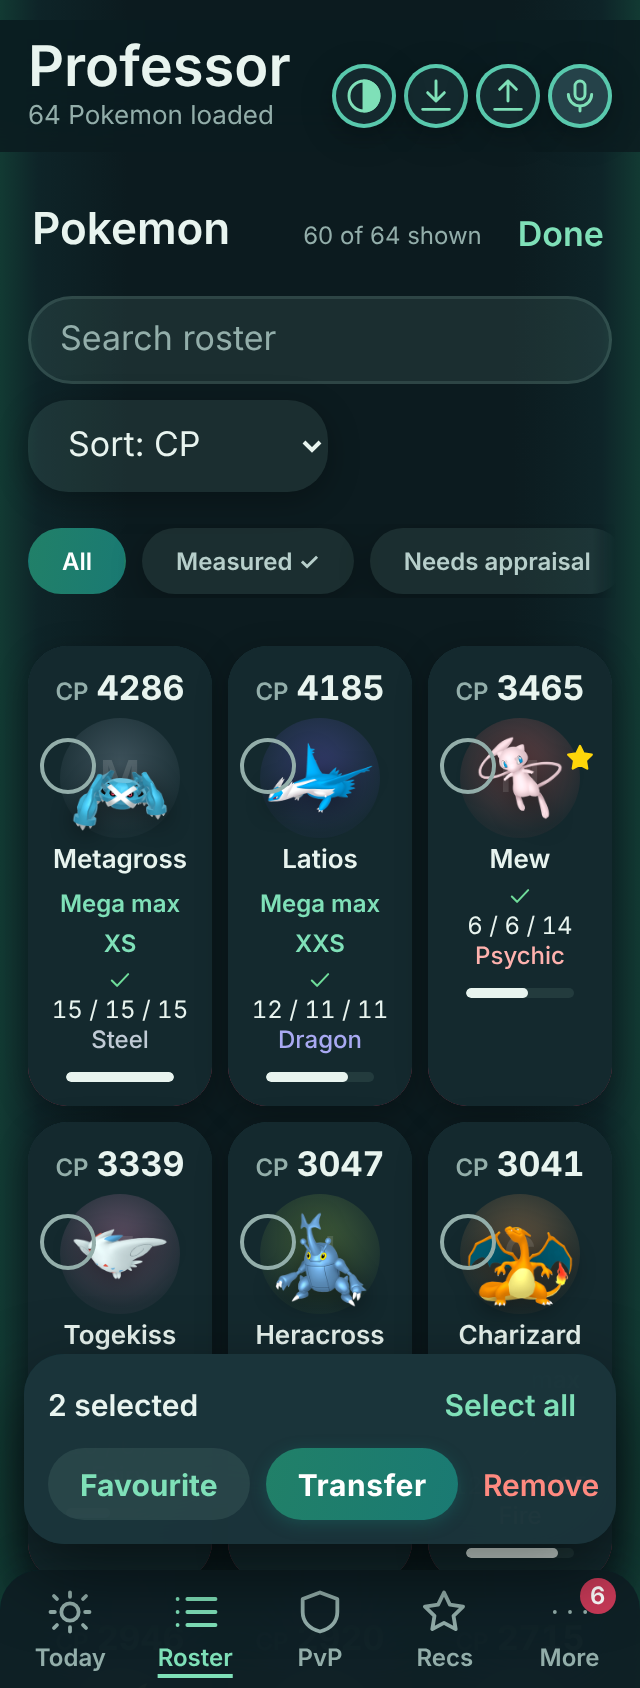 Professor
64 Pokemon loaded
Pokemon
60 of 64 shown
Done
Search roster
Sort: CP
All
Measured ✓
Needs appraisal
CP 4286
CP 4185
CP 3465
Metagross
Latios
Mew
Mega max
Mega max
✓
XS
XXS
6 / 6 / 14
✓
✓
Psychic
15 / 15 / 15
12 / 11 / 11
Steel
Dragon
CP 3339
CP 3047
CP 3041
Togekiss
Heracross
Charizard
2 selected
Select all
Favourite
Transfer
Remove
6
Today
Roster
PvP
Recs
More